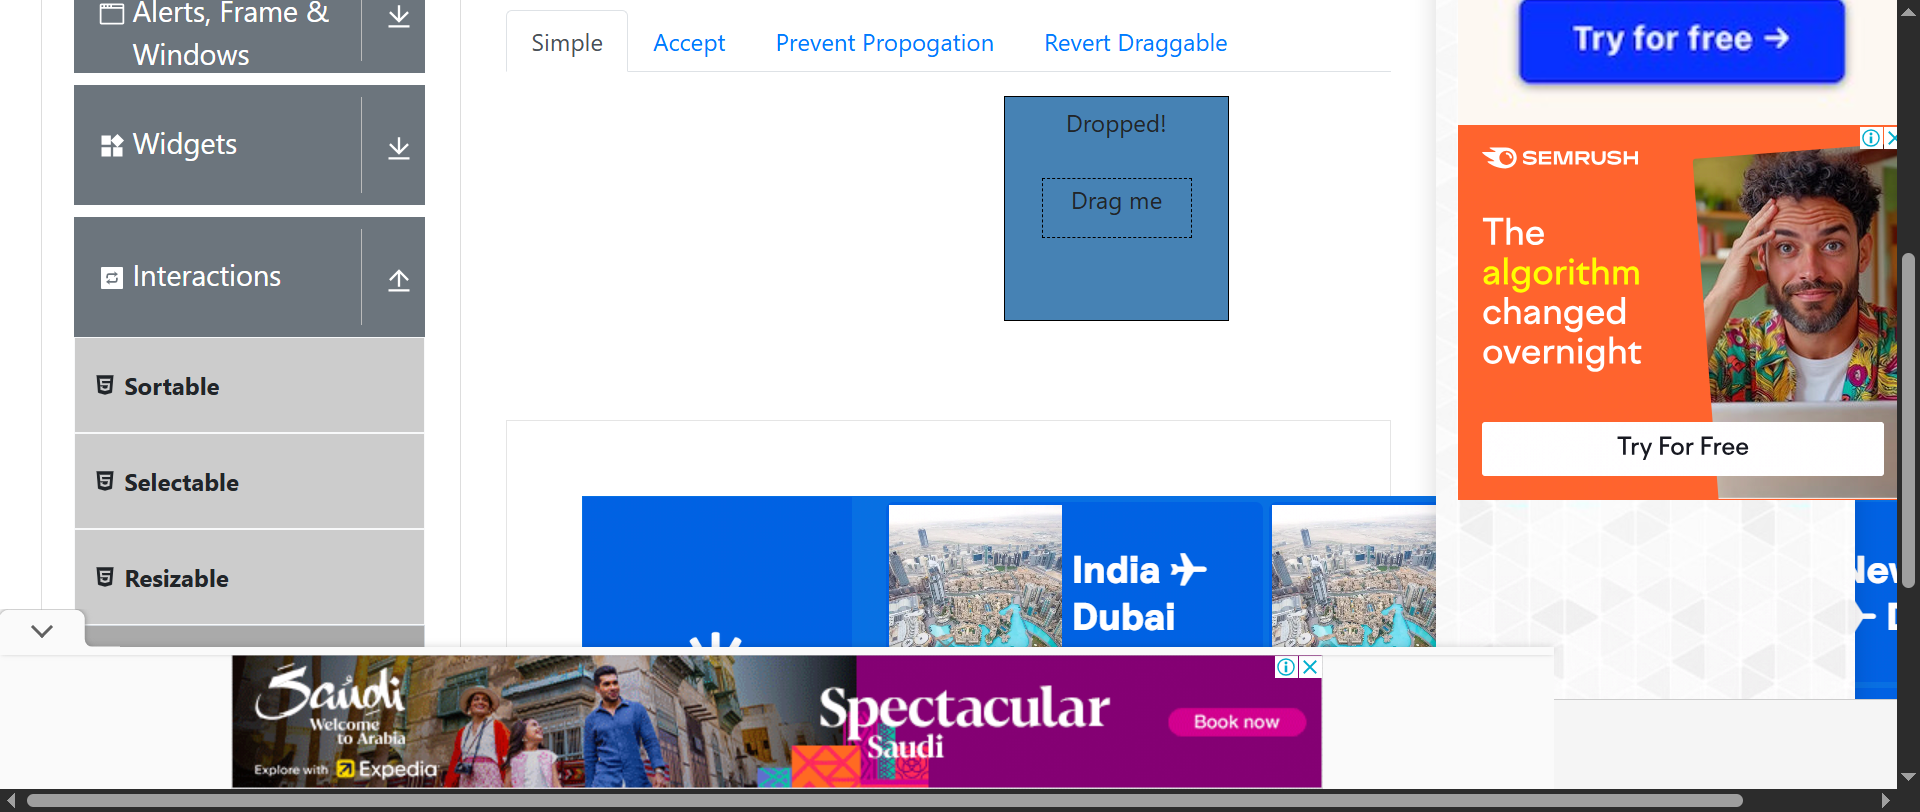 Alerts, Frame &
Windows
Widgets
Interactions
Sortable
Selectable
Resizable
Simple
Accept
Prevent Propogation
Revert Draggable
Dropped!
Drag me
India
Dubai
Try for free →
SEMRUSH
The
algorithm
changed
overnight
Try For Free
Saudi
Welcome
to Arabia
Explore with Expedia
Spectacular
Saudi
Book now